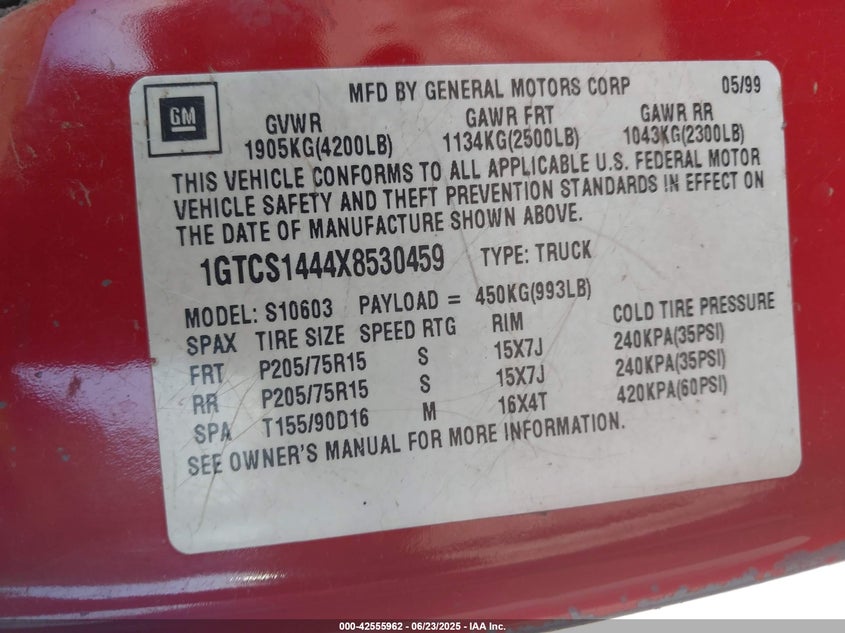 MFD BY GENERAL MOTORS CORP 05/99
GM
GVWR GAWR FRT GAWR RR
1905KG(4200LB) 1134KG(2500LB) 1043KG(2300LB)
THIS VEHICLE CONFORMS TO ALL APPLICABLE U.S. FEDERAL MOTOR
VEHICLE SAFETY AND THEFT PREVENTION STANDARDS IN EFFECT ON
THE DATE OF MANUFACTURE SHOWN ABOVE.
1GTCS1444X8530459 TYPE: TRUCK
MODEL: S10603 PAYLOAD = 450KG(993LB)
SPAX TIRE SIZE SPEED RTG RIM COLD TIRE PRESSURE
FRT P205/75R15 S 15X7J 240KPA(35PSI)
RR P205/75R15 S 15X7J 240KPA(35PSI)
SPA T155/90D16 M 16X4T 420KPA(60PSI)
SEE OWNER'S MANUAL FOR MORE INFORMATION.
000-42555962 - 06/23/2025 - IAA Inc.